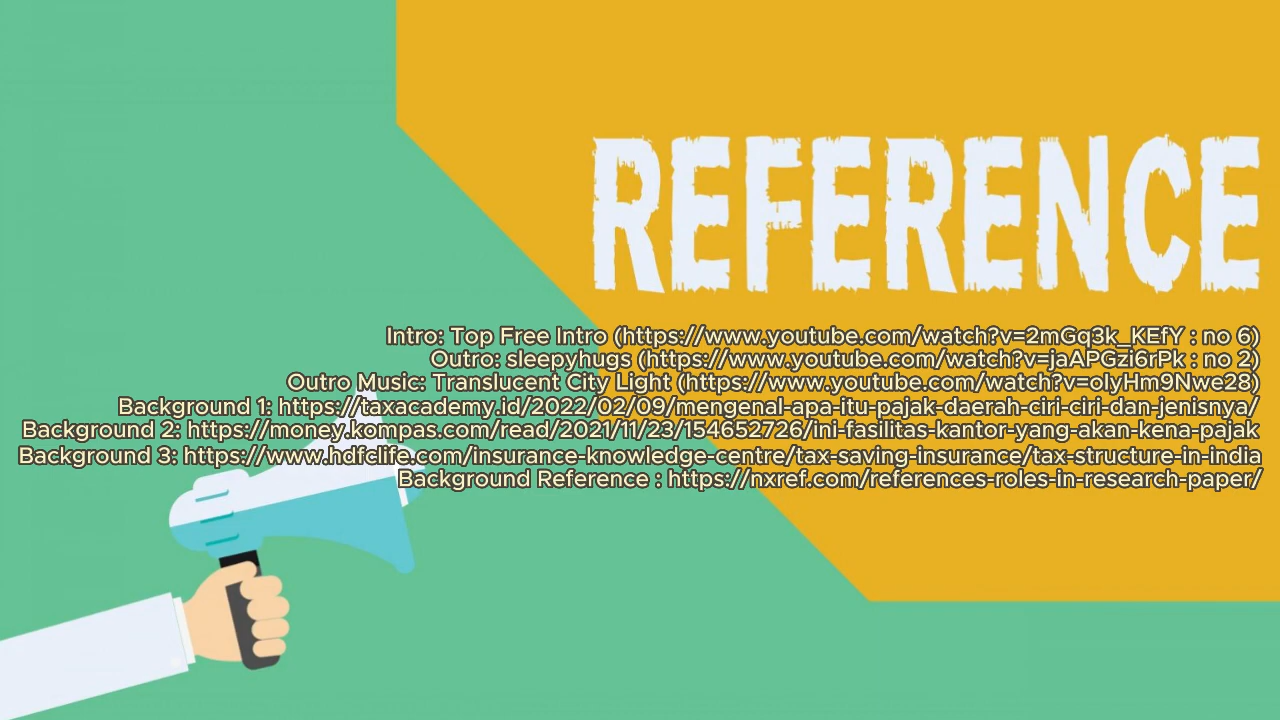 REFERENCE
Intro: Top Free Intro (https://www.youtube.com/watch?v=2mGq3k_KEfY : no 6)
Outro: sleepyhugs (https://www.youtube.com/watch?v=jaAPGzi6rPk : no 2)
Outro Music: Translucent City Light (https://www.youtube.com/watch?v=olyHm9Nwe28)
Background 1: https://taxacademy.id/2022/02/09/mengenal-apa-itu-pajak-daerah-ciri-ciri-dan-jenisnya/
Background 2: https://money.kompas.com/read/2021/11/23/154652726/ini-fasilitas-kantor-yang-akan-kena-pajak
Background 3: https://www.hdfclife.com/insurance-knowledge-centre/tax-saving-insurance/tax-structure-in-india
Background Reference : https://nxref.com/references-roles-in-research-paper/